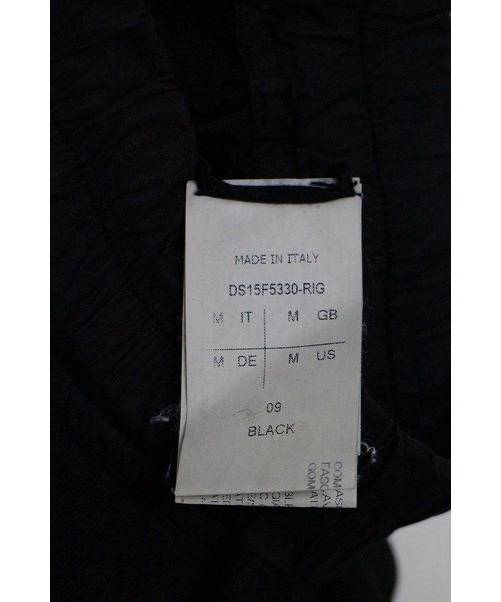 MADE IN ITALY
DS15F5330-RIG
M IT M GB
M DE M US
09
BLACK